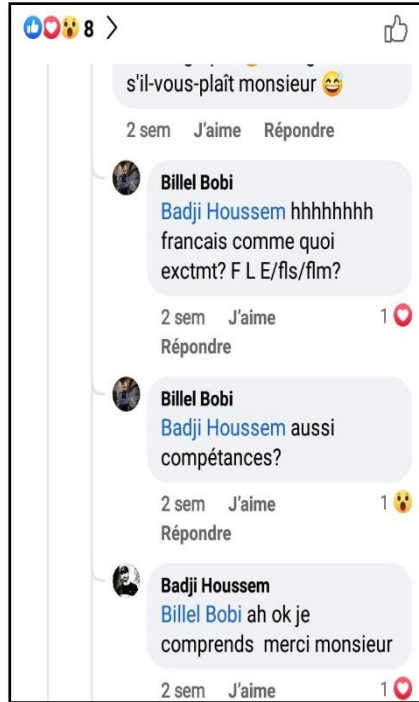 8
s'il-vous-plaît monsieur 😅
2 sem J'aime Répondre
Billel Bobi
Badji Houssem hhhhhhhh
francais comme quoi
exctmt? F L E/fls/flm?
2 sem J'aime 1
Répondre
Billel Bobi
Badji Houssem aussi
compétances?
2 sem J'aime 1
Répondre
Badji Houssem
Billel Bobi ah ok je
comprends merci monsieur
2 sem J'aime 1